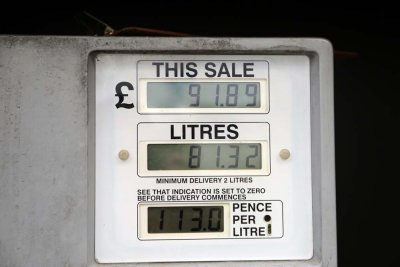 THIS SALE
£ 91.89
LITRES
81.32
MINIMUM DELIVERY 2 LITRES
SEE THAT INDICATION IS SET TO ZERO
BEFORE DELIVERY COMMENCES
113.0 PENCE
PER
LITRE